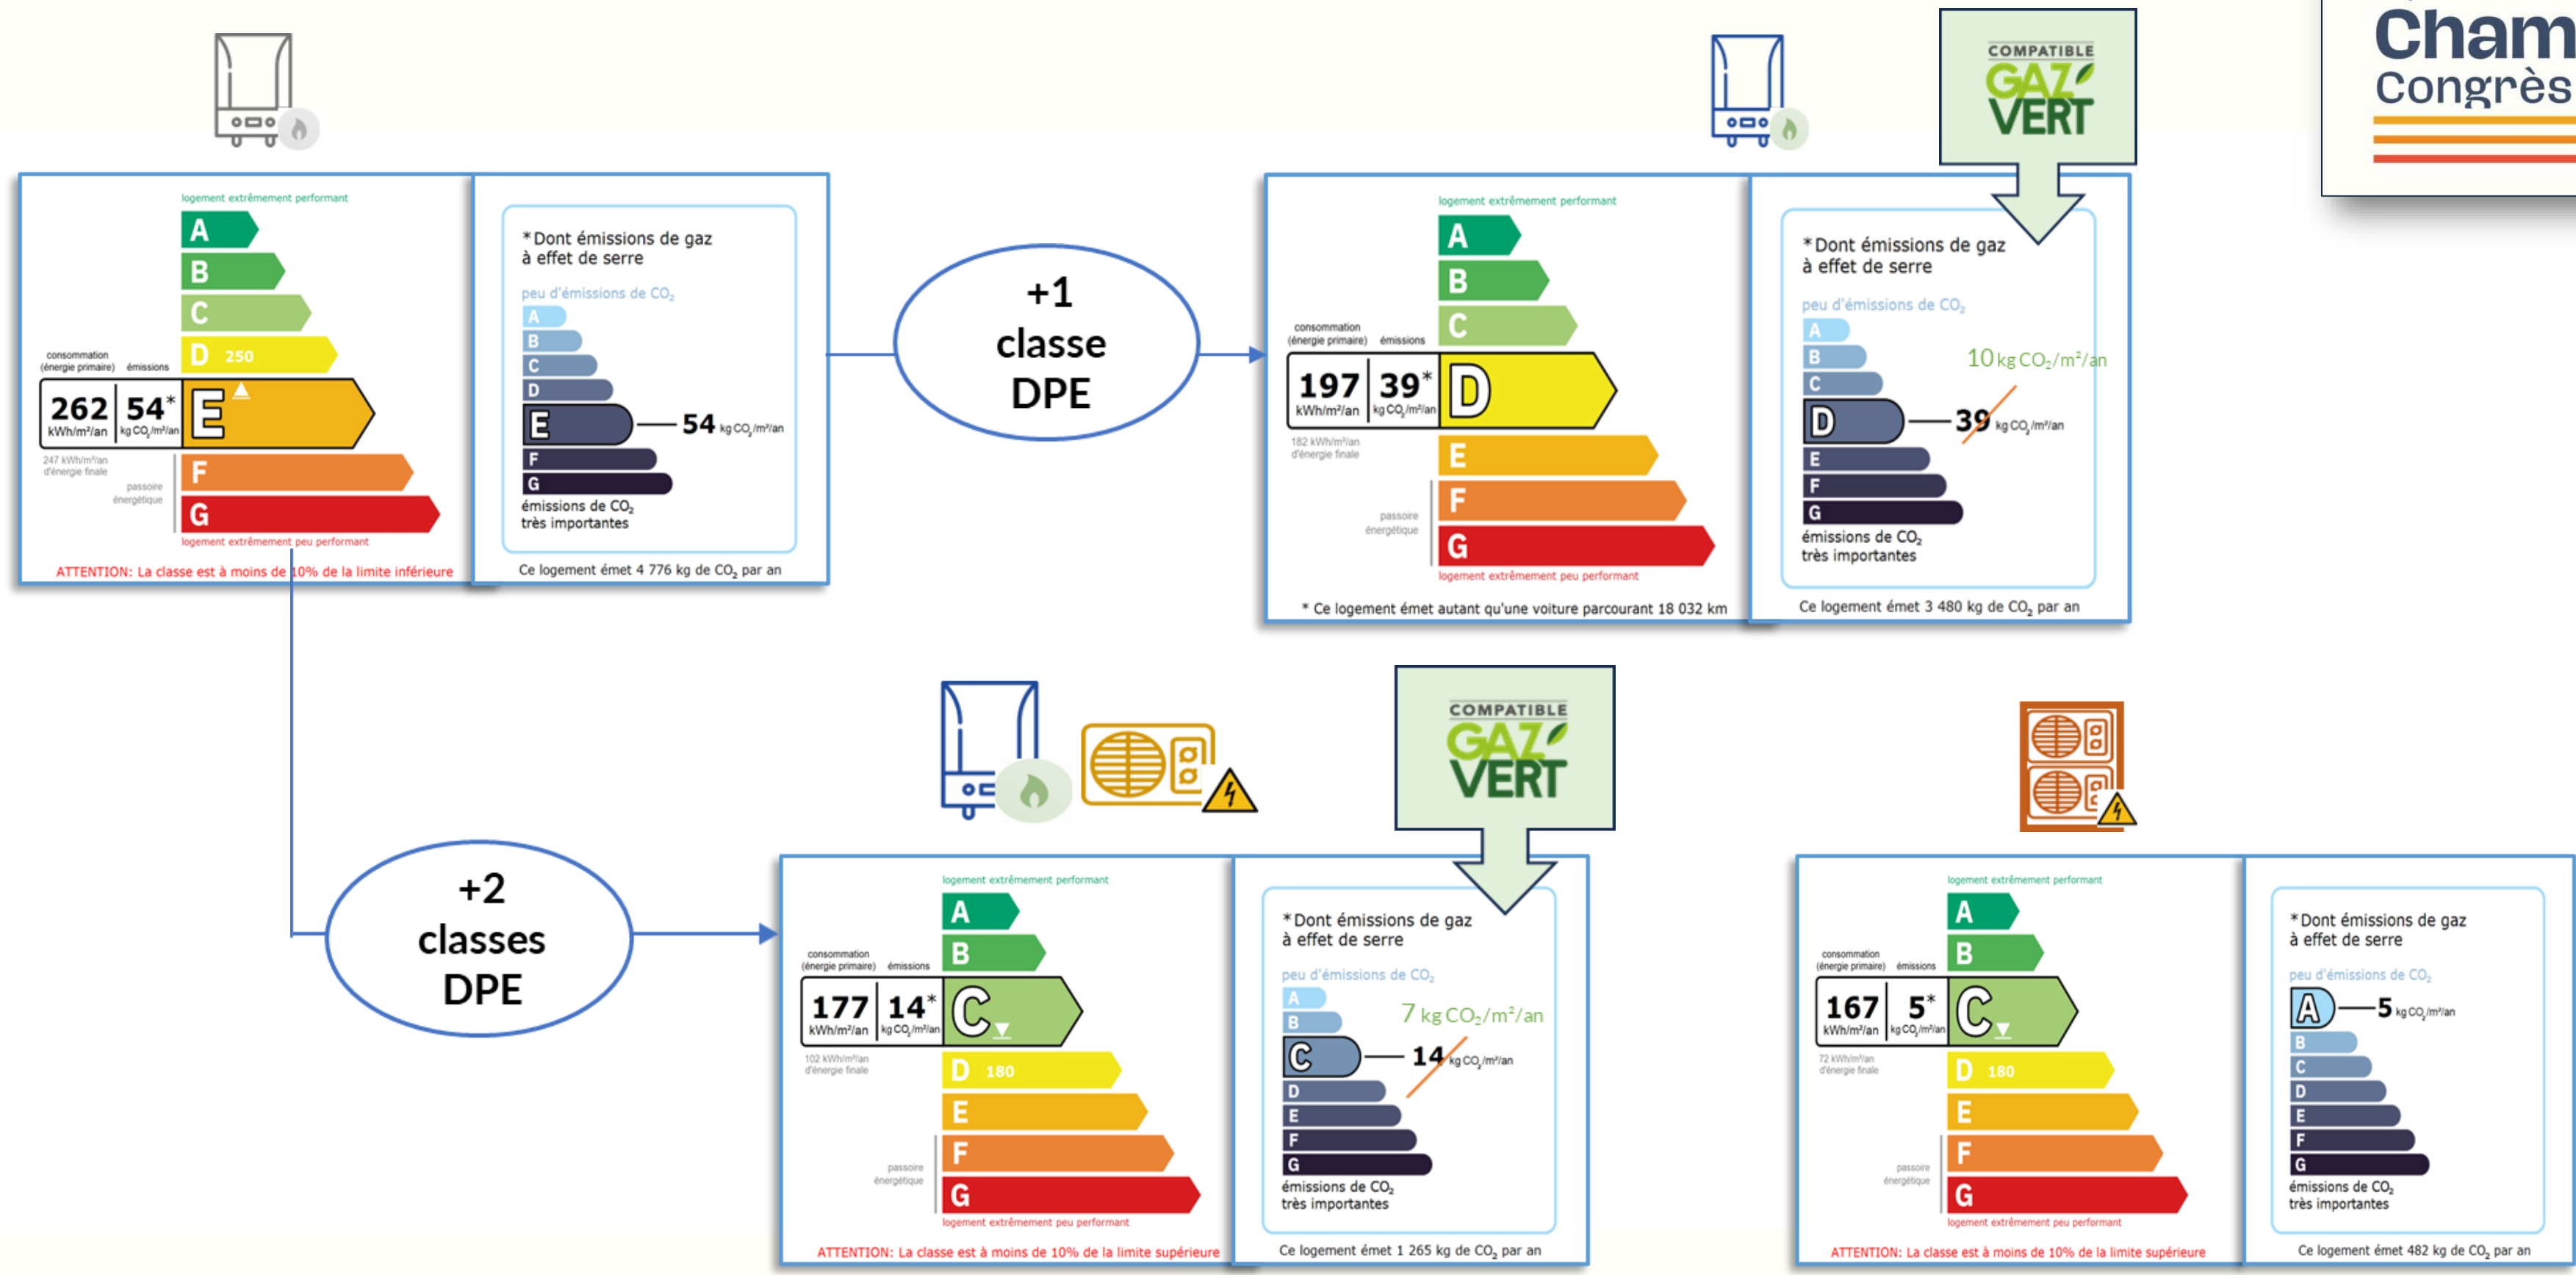 Cham
Congrès
COMPATIBLE
GAZ
VERT
logement extrêmement performant
A
B
C
D 250
consommation
(énergie primaire)
émissions
262
kWh/m²/an
54*
kg CO₂/m²/an
E
247 kWh/m²/an
d'énergie finale
F
passoire
énergétique
G
logement extrêmement peu performant
ATTENTION: La classe est à moins de 10% de la limite inférieure
*Dont émissions de gaz
à effet de serre
peu d'émissions de CO₂
A
B
C
D
E
54 kg CO₂/m²/an
F
G
émissions de CO₂
très importantes
Ce logement émet 4 776 kg de CO₂ par an
+1
classe
DPE
logement extrêmement performant
A
B
C
consommation
(énergie primaire)
émissions
197
kWh/m²/an
39*
kg CO₂/m²/an
D
182 kWh/m²/an
d'énergie finale
E
F
passoire
énergétique
G
logement extrêmement peu performant
* Ce logement émet autant qu'une voiture parcourant 18 032 km
*Dont émissions de gaz
à effet de serre
peu d'émissions de CO₂
A
B
10 kg CO₂/m²/an
C
D
39 kg CO₂/m²/an
E
F
G
émissions de CO₂
très importantes
Ce logement émet 3 480 kg de CO₂ par an
COMPATIBLE
GAZ
VERT
+2
classes
DPE
logement extrêmement performant
A
B
consommation
(énergie primaire)
émissions
177
kWh/m²/an
14*
kg CO₂/m²/an
C
102 kWh/m²/an
d'énergie finale
D 180
E
F
passoire
énergétique
G
logement extrêmement peu performant
ATTENTION: La classe est à moins de 10% de la limite supérieure
*Dont émissions de gaz
à effet de serre
peu d'émissions de CO₂
A
B
7 kg CO₂/m²/an
C
14 kg CO₂/m²/an
D
E
F
G
émissions de CO₂
très importantes
Ce logement émet 1 265 kg de CO₂ par an
logement extrêmement performant
A
B
consommation
(énergie primaire)
émissions
167
kWh/m²/an
5*
kg CO₂/m²/an
C
72 kWh/m²/an
d'énergie finale
D 180
E
F
passoire
énergétique
G
logement extrêmement peu performant
ATTENTION: La classe est à moins de 10% de la limite supérieure
*Dont émissions de gaz
à effet de serre
peu d'émissions de CO₂
A
5 kg CO₂/m²/an
B
C
D
E
F
G
émissions de CO₂
très importantes
Ce logement émet 482 kg de CO₂ par an